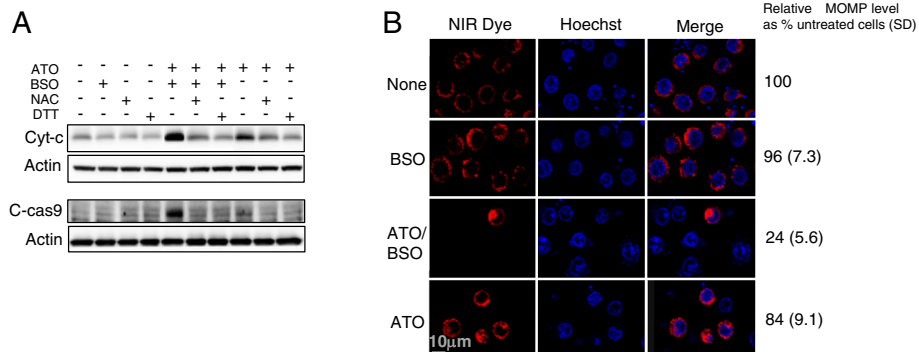 A
ATO - - - - + + + + + +
BSO - + - - + + + - - -
NAC - - + - - + - - + -
DTT - - - + - - + - - +
Cyt-c
Actin
C-cas9
Actin
B
NIR Dye Hoechst Merge
Relative MOMP level
as % untreated cells (SD)
None 100
BSO 96 (7.3)
ATO/
BSO 24 (5.6)
ATO 84 (9.1)
10μm